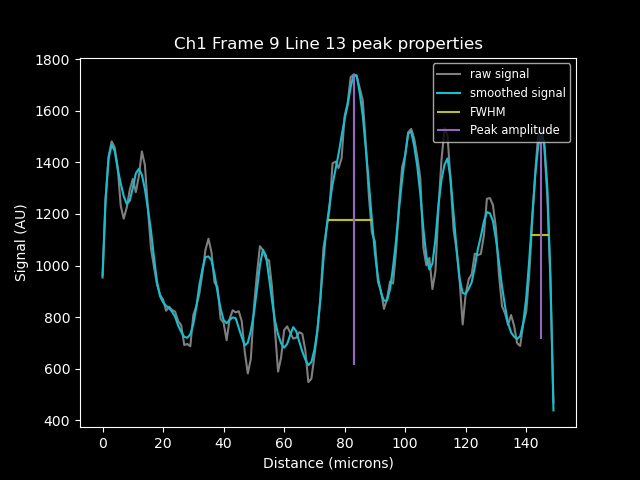 Ch1 Frame 9 Line 13 peak properties
raw signal
smoothed signal
FWHM
Peak amplitude
Signal (AU)
1800
1600
1400
1200
1000
800
600
400
0 20 40 60 80 100 120 140
Distance (microns)